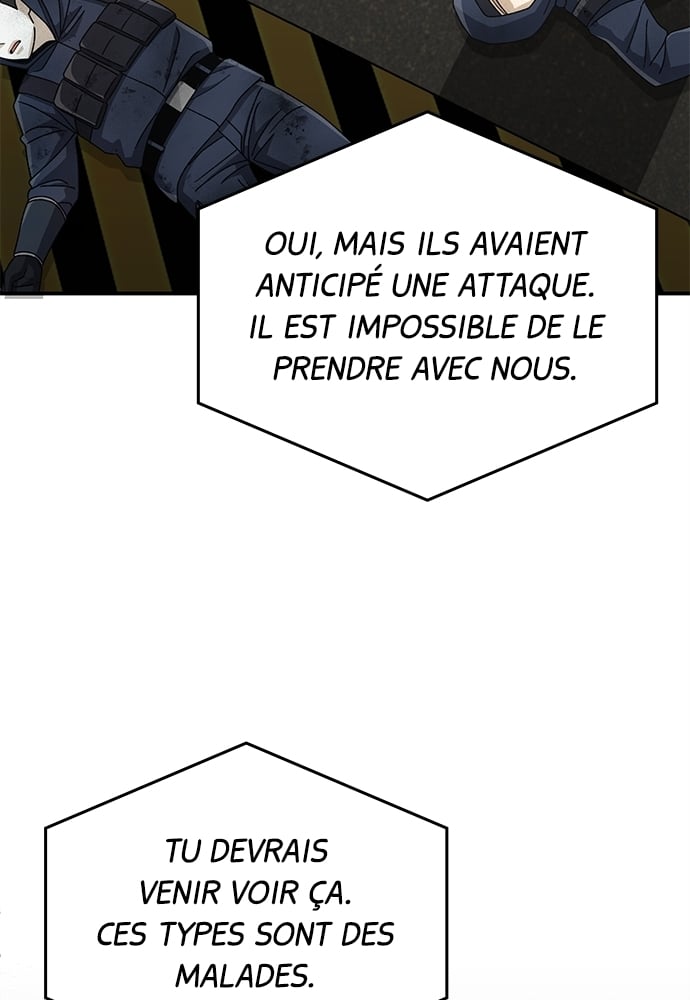 OUI, MAIS ILS AVAIENT
ANTICIPÉ UNE ATTAQUE.
IL EST IMPOSSIBLE DE LE
PRENDRE AVEC NOUS.
TU DEVRAIS
VENIR VOIR ÇA.
CES TYPES SONT DES
MALADES.